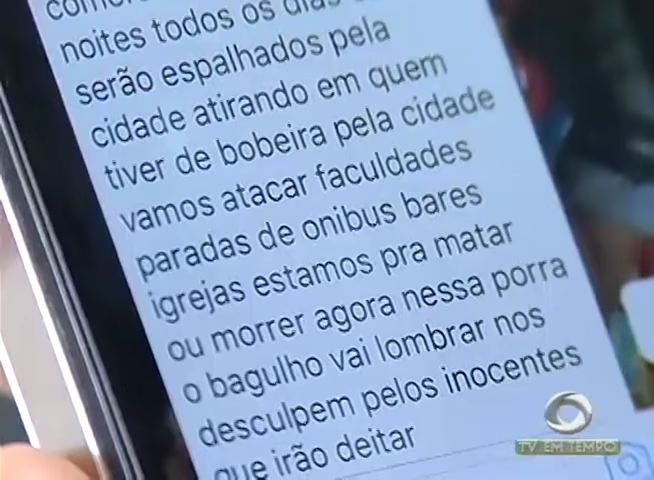 noites todos os dias
serão espalhados pela
cidade atirando em quem
tiver de bobeira pela cidade
vamos atacar faculdades
paradas de onibus bares
igrejas estamos pra matar
ou morrer agora nessa porra
o bagulho vai lombrar nos
desculpem pelos inocentes
que irão deitar
TV EM TEMPO